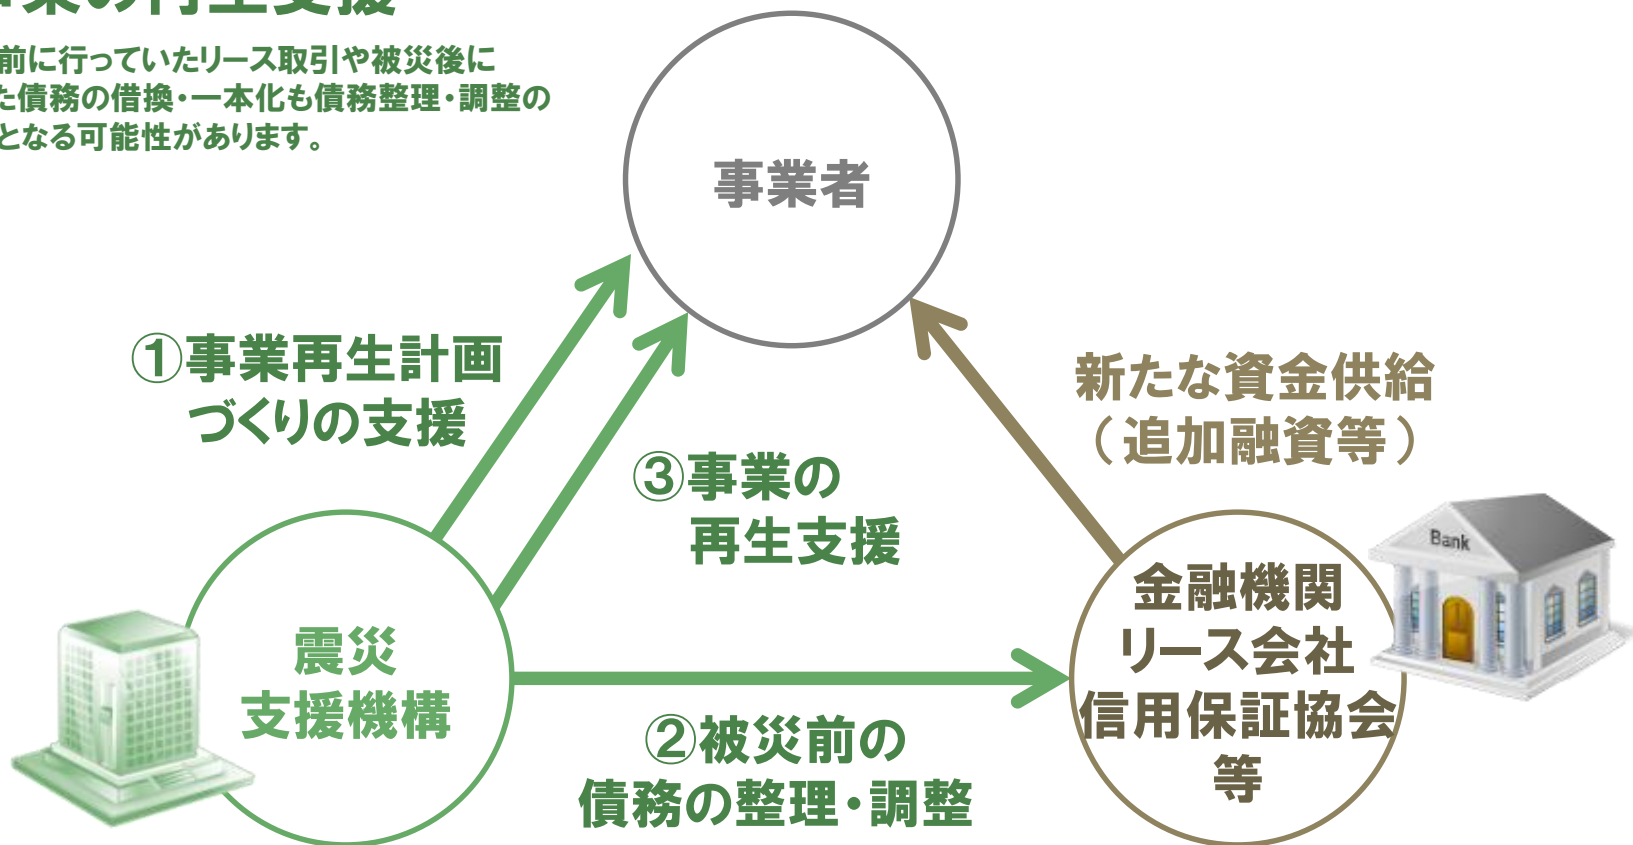 業の再生支援
前に行っていたリース取引や被災後に
た債務の借換・一本化も債務整理・調整の
となる可能性があります。
事業者
①事業再生計画
づくりの支援
新たな資金供給
（追加融資等）
③事業の
再生支援
Bank
金融機関
リース会社
信用保証協会
等
震災
支援機構
②被災前の
債務の整理・調整